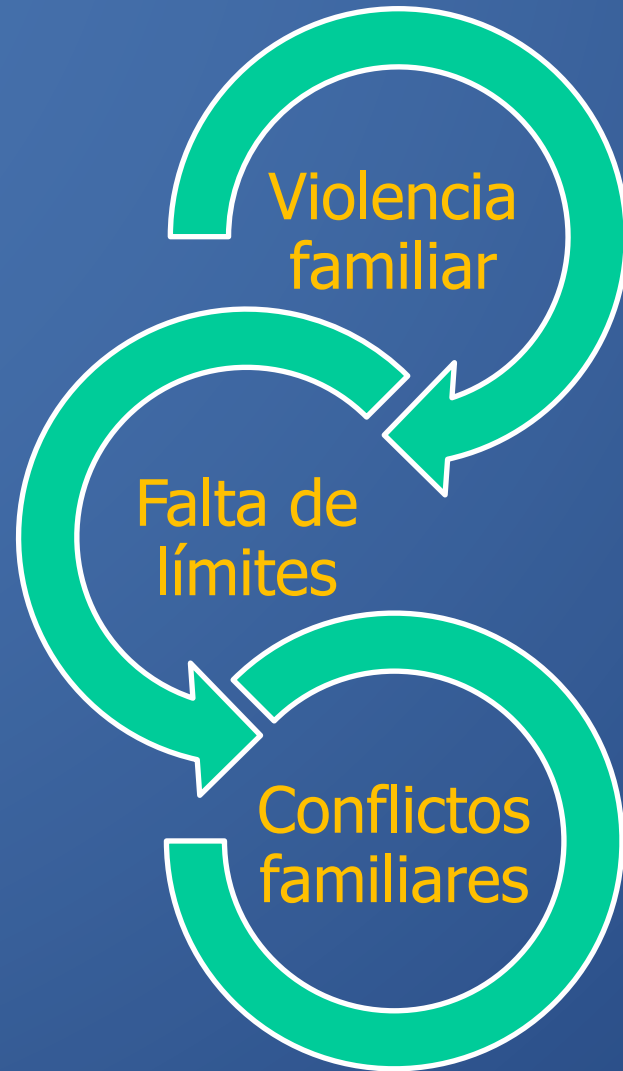 Violencia
familiar
Falta de
límites
Conflictos
familiares